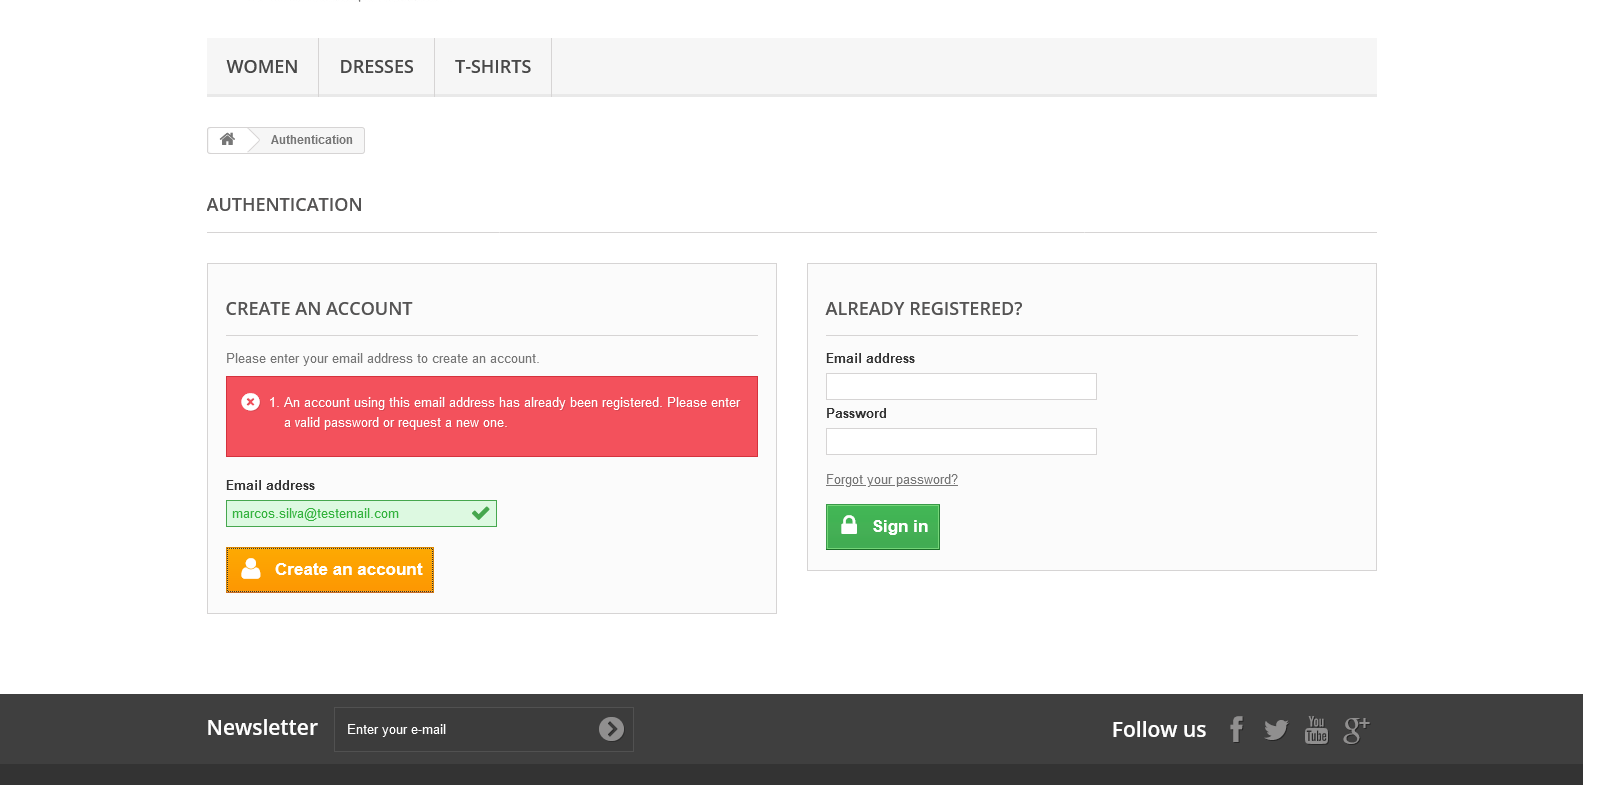 WOMEN
DRESSES
T-SHIRTS
Authentication
AUTHENTICATION
CREATE AN ACCOUNT
Please enter your email address to create an account.
1. An account using this email address has already been registered. Please enter
a valid password or request a new one.
Email address
marcos.silva@testemail.com
Create an account
ALREADY REGISTERED?
Email address
Password
Forgot your password?
Sign in
Newsletter
Enter your e-mail
Follow us
You
Tube
g+